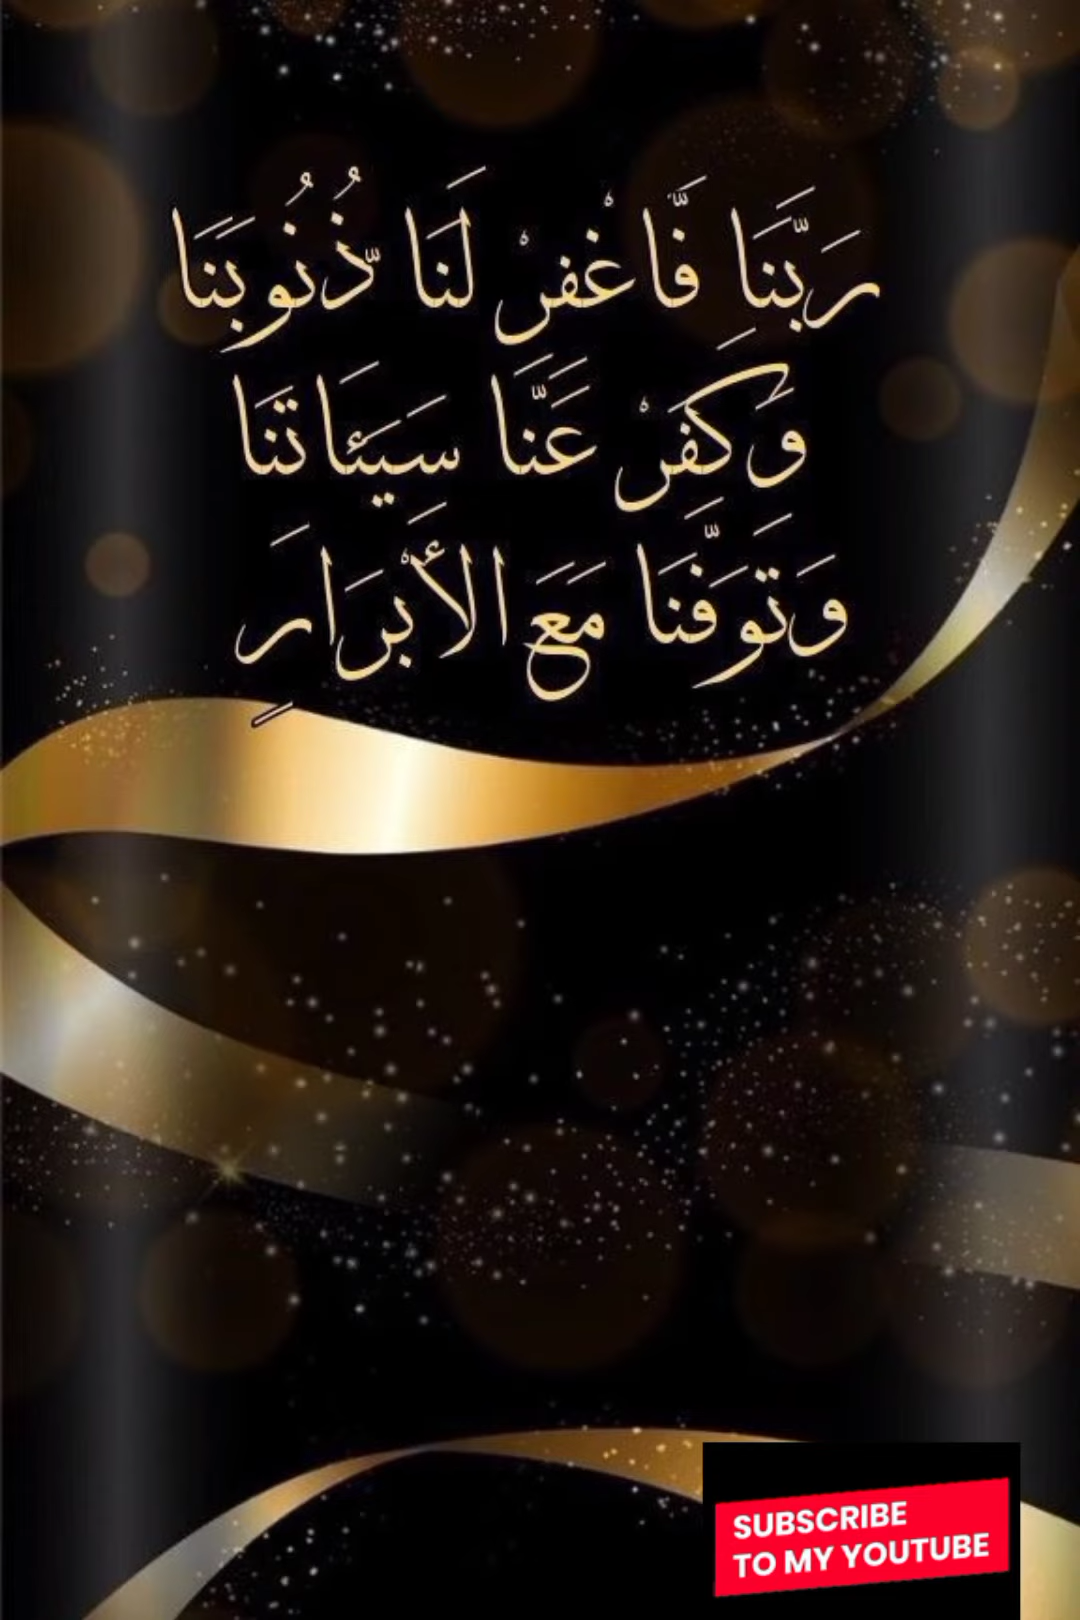 رَبَّنَا فَّاغْفِرْ لَنَا ذُنُوبَنَا
وَكَفِّرْ عَنَّا سَيِّئَاتَنَا
وَتَوَفَّنَا مَعَ الأَبْرَارِ
SUBSCRIBE
TO MY YOUTUBE